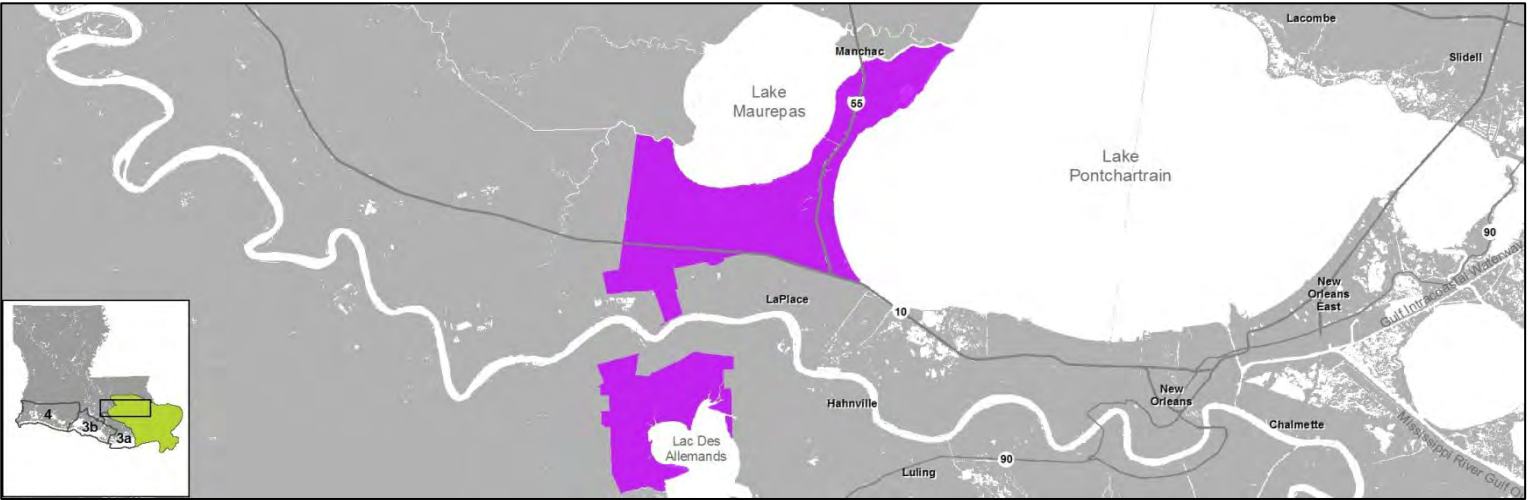 Lacombe
Slidell
Manchac
Lake
Maurepas
55
Lake
Pontchartrain
90
Gulf Intracoastal Waterway
New
Orleans
East
LaPlace
10
4
3b
3a
Hahnville
New
Orleans
Chalmette
Mississippi River Gulf O
Lac Des
Allemands
Luling
90